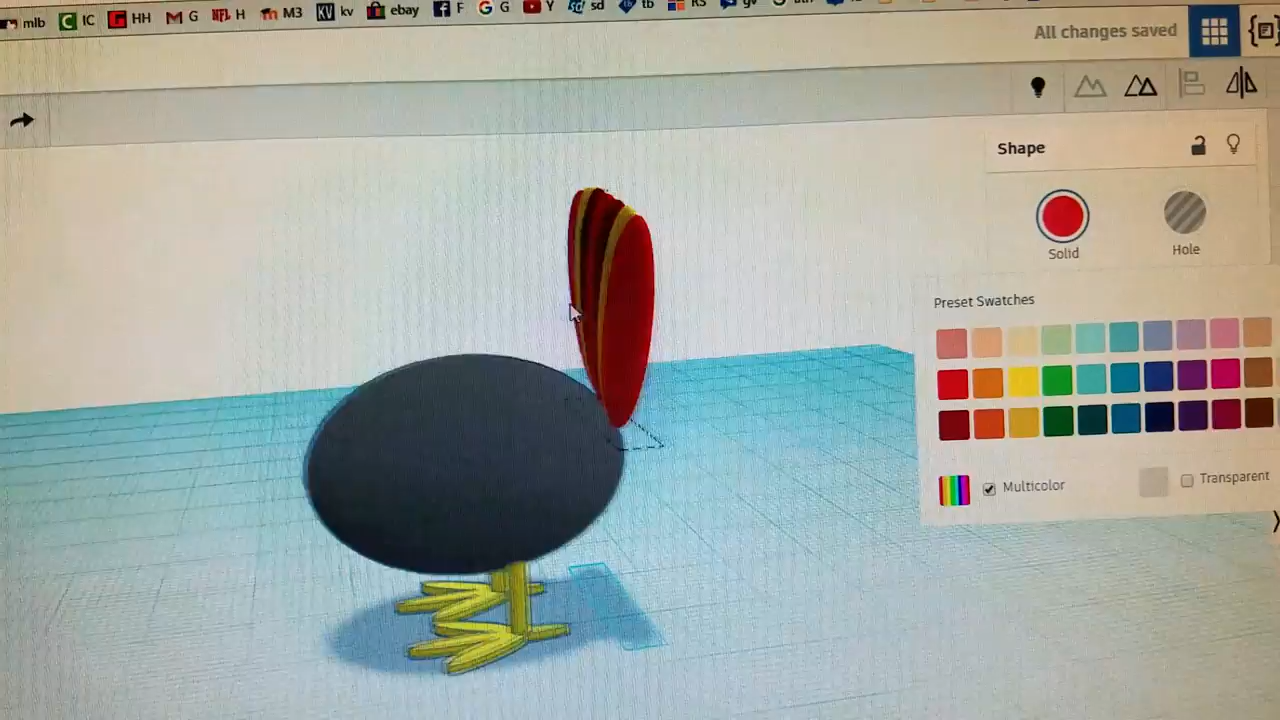 mlb IC HH G H M3 kv ebay F G Y sd tb
All changes saved
Shape
Solid Hole
Preset Swatches
Multicolor Transparent